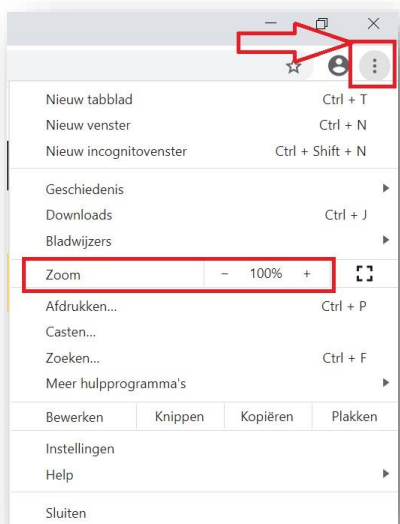 Nieuw tabblad Ctrl + T
Nieuw venster Ctrl + N
Nieuw incognitovenster Ctrl + Shift + N
Geschiedenis
Downloads Ctrl + J
Bladwijzers
Zoom - 100% +
Afdrukken... Ctrl + P
Casten...
Zoeken... Ctrl + F
Meer hulpprogramma's
Bewerken Knippen Kopiëren Plakken
Instellingen
Help
Sluiten